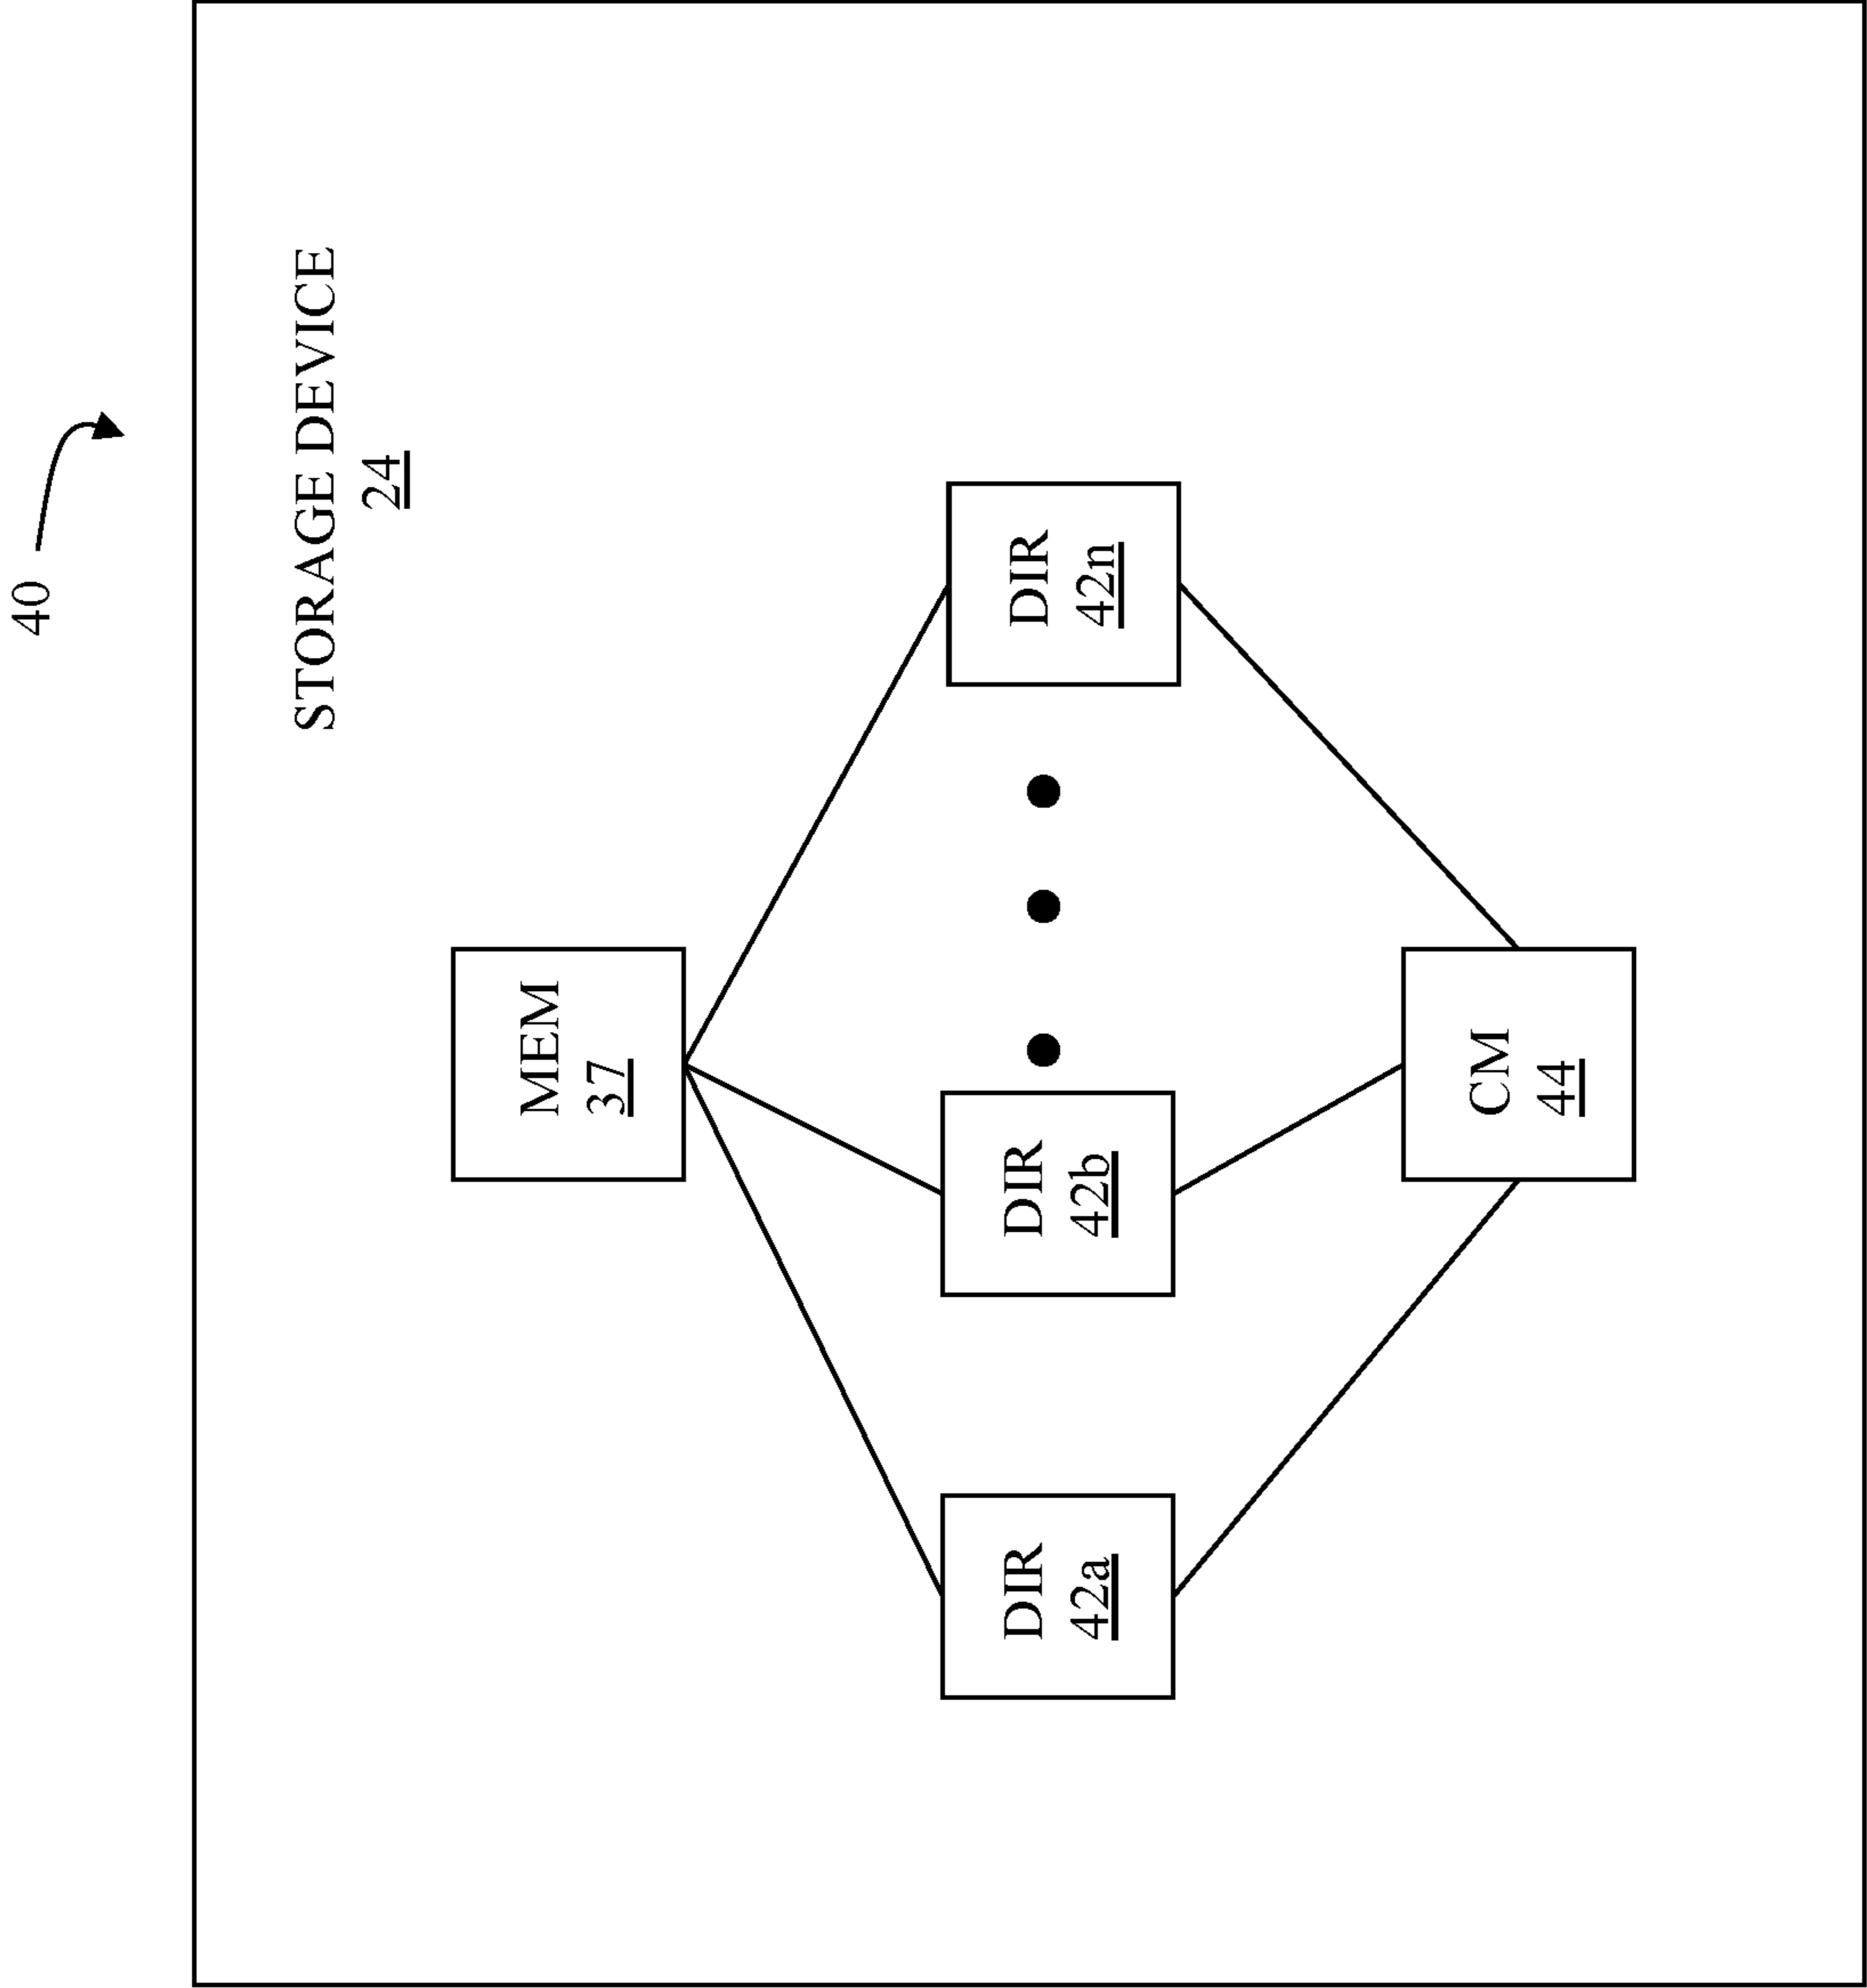 40
STORAGE DEVICE
24
MEM
37
DIR
42a
DIR
42b
DIR
42n
CM
44